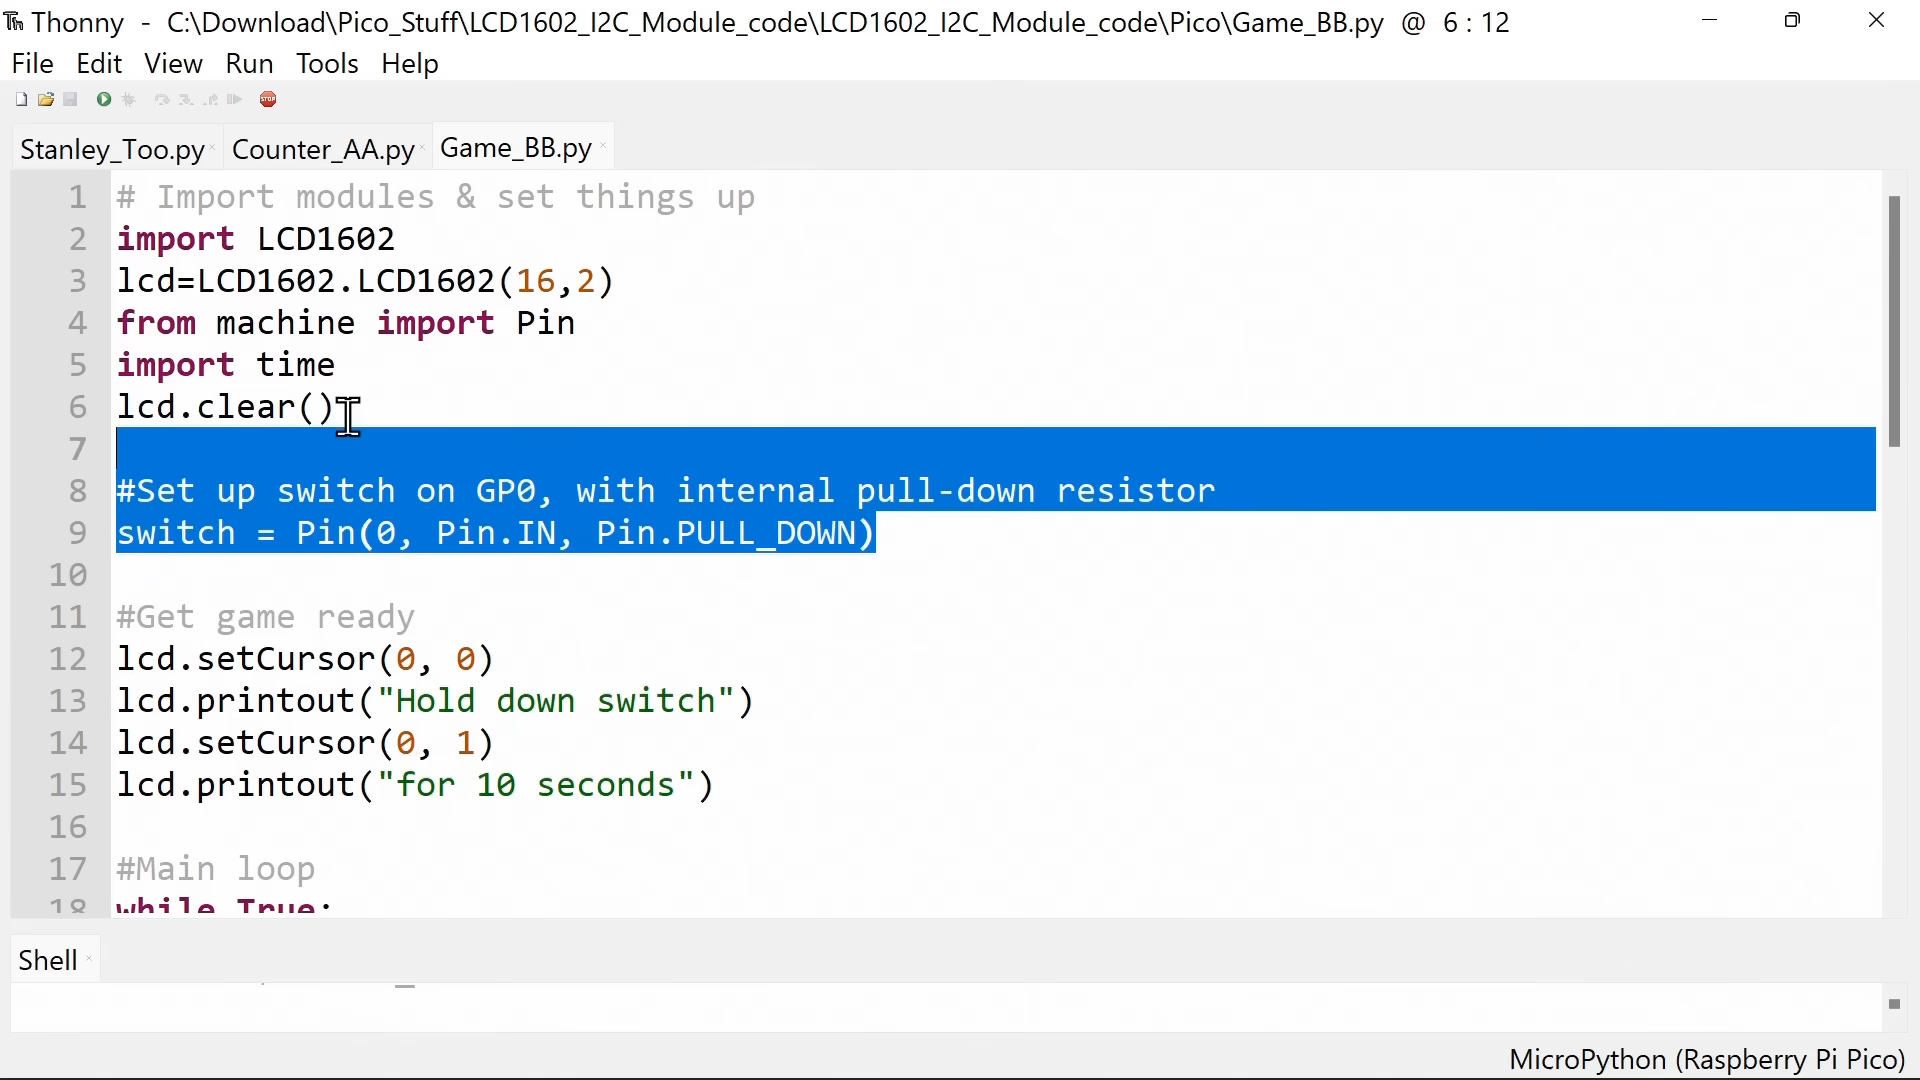 Thonny - C:\Download\Pico_Stuff\LCD1602_I2C_Module_code\LCD1602_I2C_Module_code\Pico\Game_BB.py @ 6 : 12
File Edit View Run Tools Help
STOP
Stanley_Too.py Counter_AA.py Game_BB.py
1 # Import modules & set things up
2 import LCD1602
3 lcd=LCD1602.LCD1602(16,2)
4 from machine import Pin
5 import time
6 lcd.clear()
7
8 #Set up switch on GP0, with internal pull-down resistor
9 switch = Pin(0, Pin.IN, Pin.PULL_DOWN)
10
11 #Get game ready
12 lcd.setCursor(0, 0)
13 lcd.printout("Hold down switch")
14 lcd.setCursor(0, 1)
15 lcd.printout("for 10 seconds")
16
17 #Main loop
18 while True:
Shell
MicroPython (Raspberry Pi Pico)